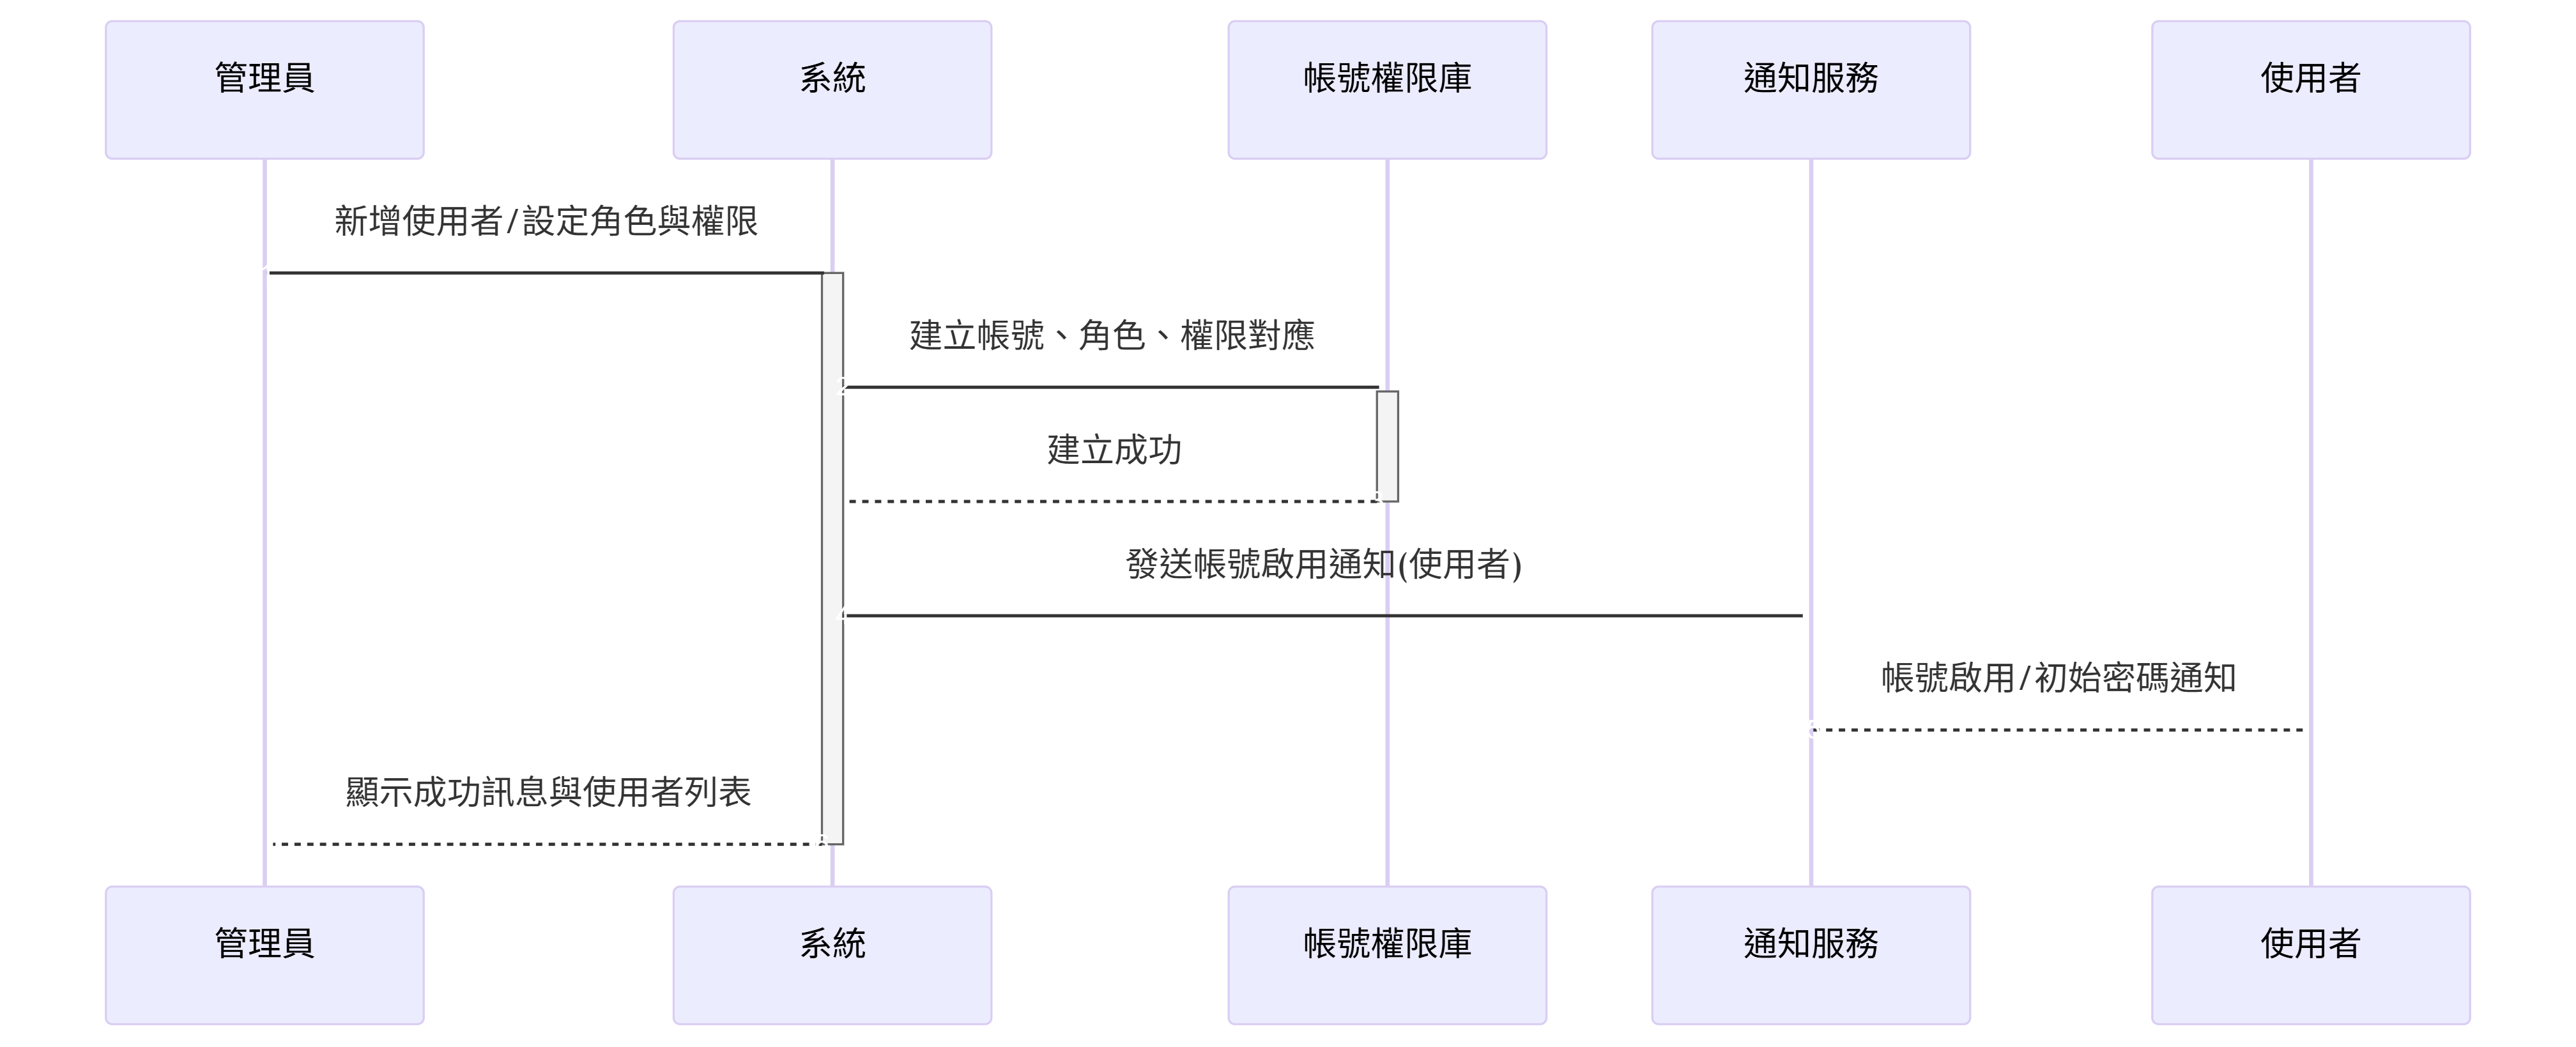 管理員
系統
帳號權限庫
通知服務
使用者
新增使用者/設定角色與權限
建立帳號、角色、權限對應
建立成功
發送帳號啟用通知(使用者)
帳號啟用/初始密碼通知
顯示成功訊息與使用者列表
管理員
系統
帳號權限庫
通知服務
使用者